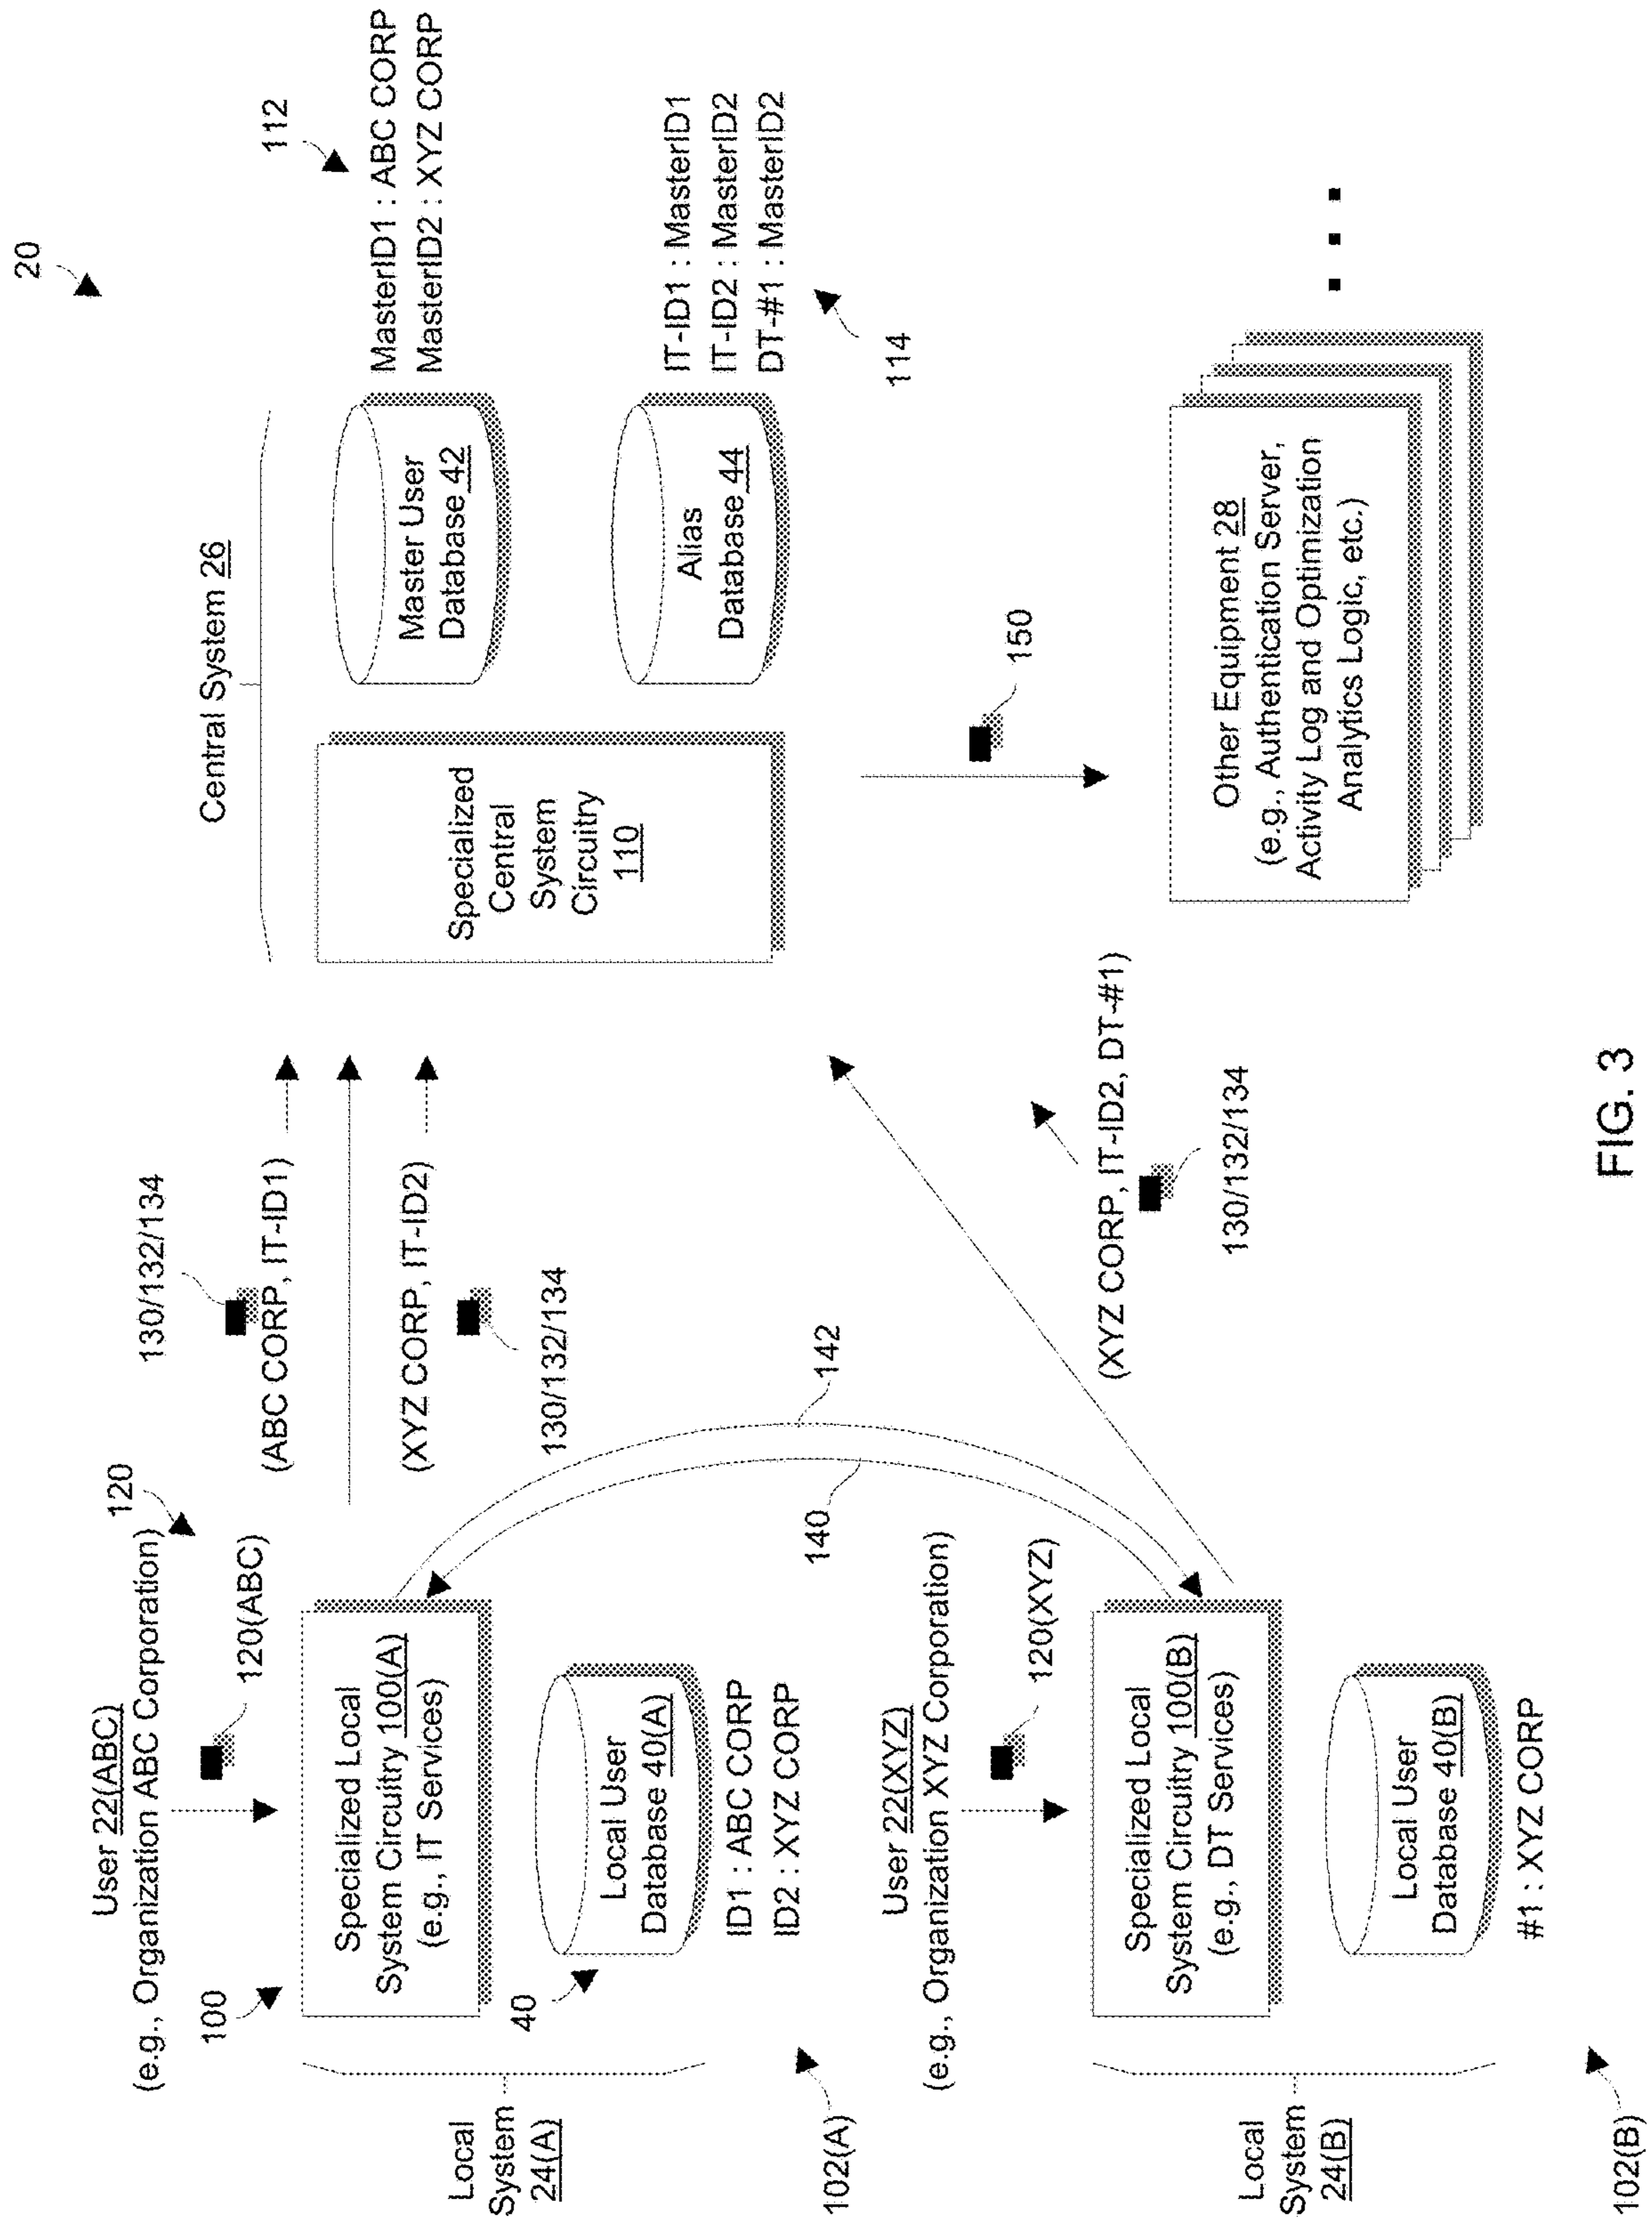 20
Central System 26
112
Specialized
Central
System
Circuitry
110
Master User
Database 42
MasterID1 : ABC CORP
MasterID2 : XYZ CORP
Alias
Database 44
IT-ID1 : MasterID1
IT-ID2 : MasterID2
DT-#1 : MasterID2
114
150
Other Equipment 28
(e.g., Authentication Server,
Activity Log and Optimization
Analytics Logic, etc.)
User 22(ABC)
(e.g., Organization ABC Corporation)
120
120(ABC)
100
Local
System
24(A)
Specialized Local
System Circuitry 100(A)
(e.g., IT Services)
40
Local User
Database 40(A)
ID1 : ABC CORP
ID2 : XYZ CORP
102(A)
130/132/134
(ABC CORP, IT-ID1)
(XYZ CORP, IT-ID2)
130/132/134
140
142
User 22(XYZ)
(e.g., Organization XYZ Corporation)
120(XYZ)
Local
System
24(B)
Specialized Local
System Circuitry 100(B)
(e.g., DT Services)
Local User
Database 40(B)
#1 : XYZ CORP
102(B)
(XYZ CORP, IT-ID2, DT-#1)
130/132/134
FIG. 3